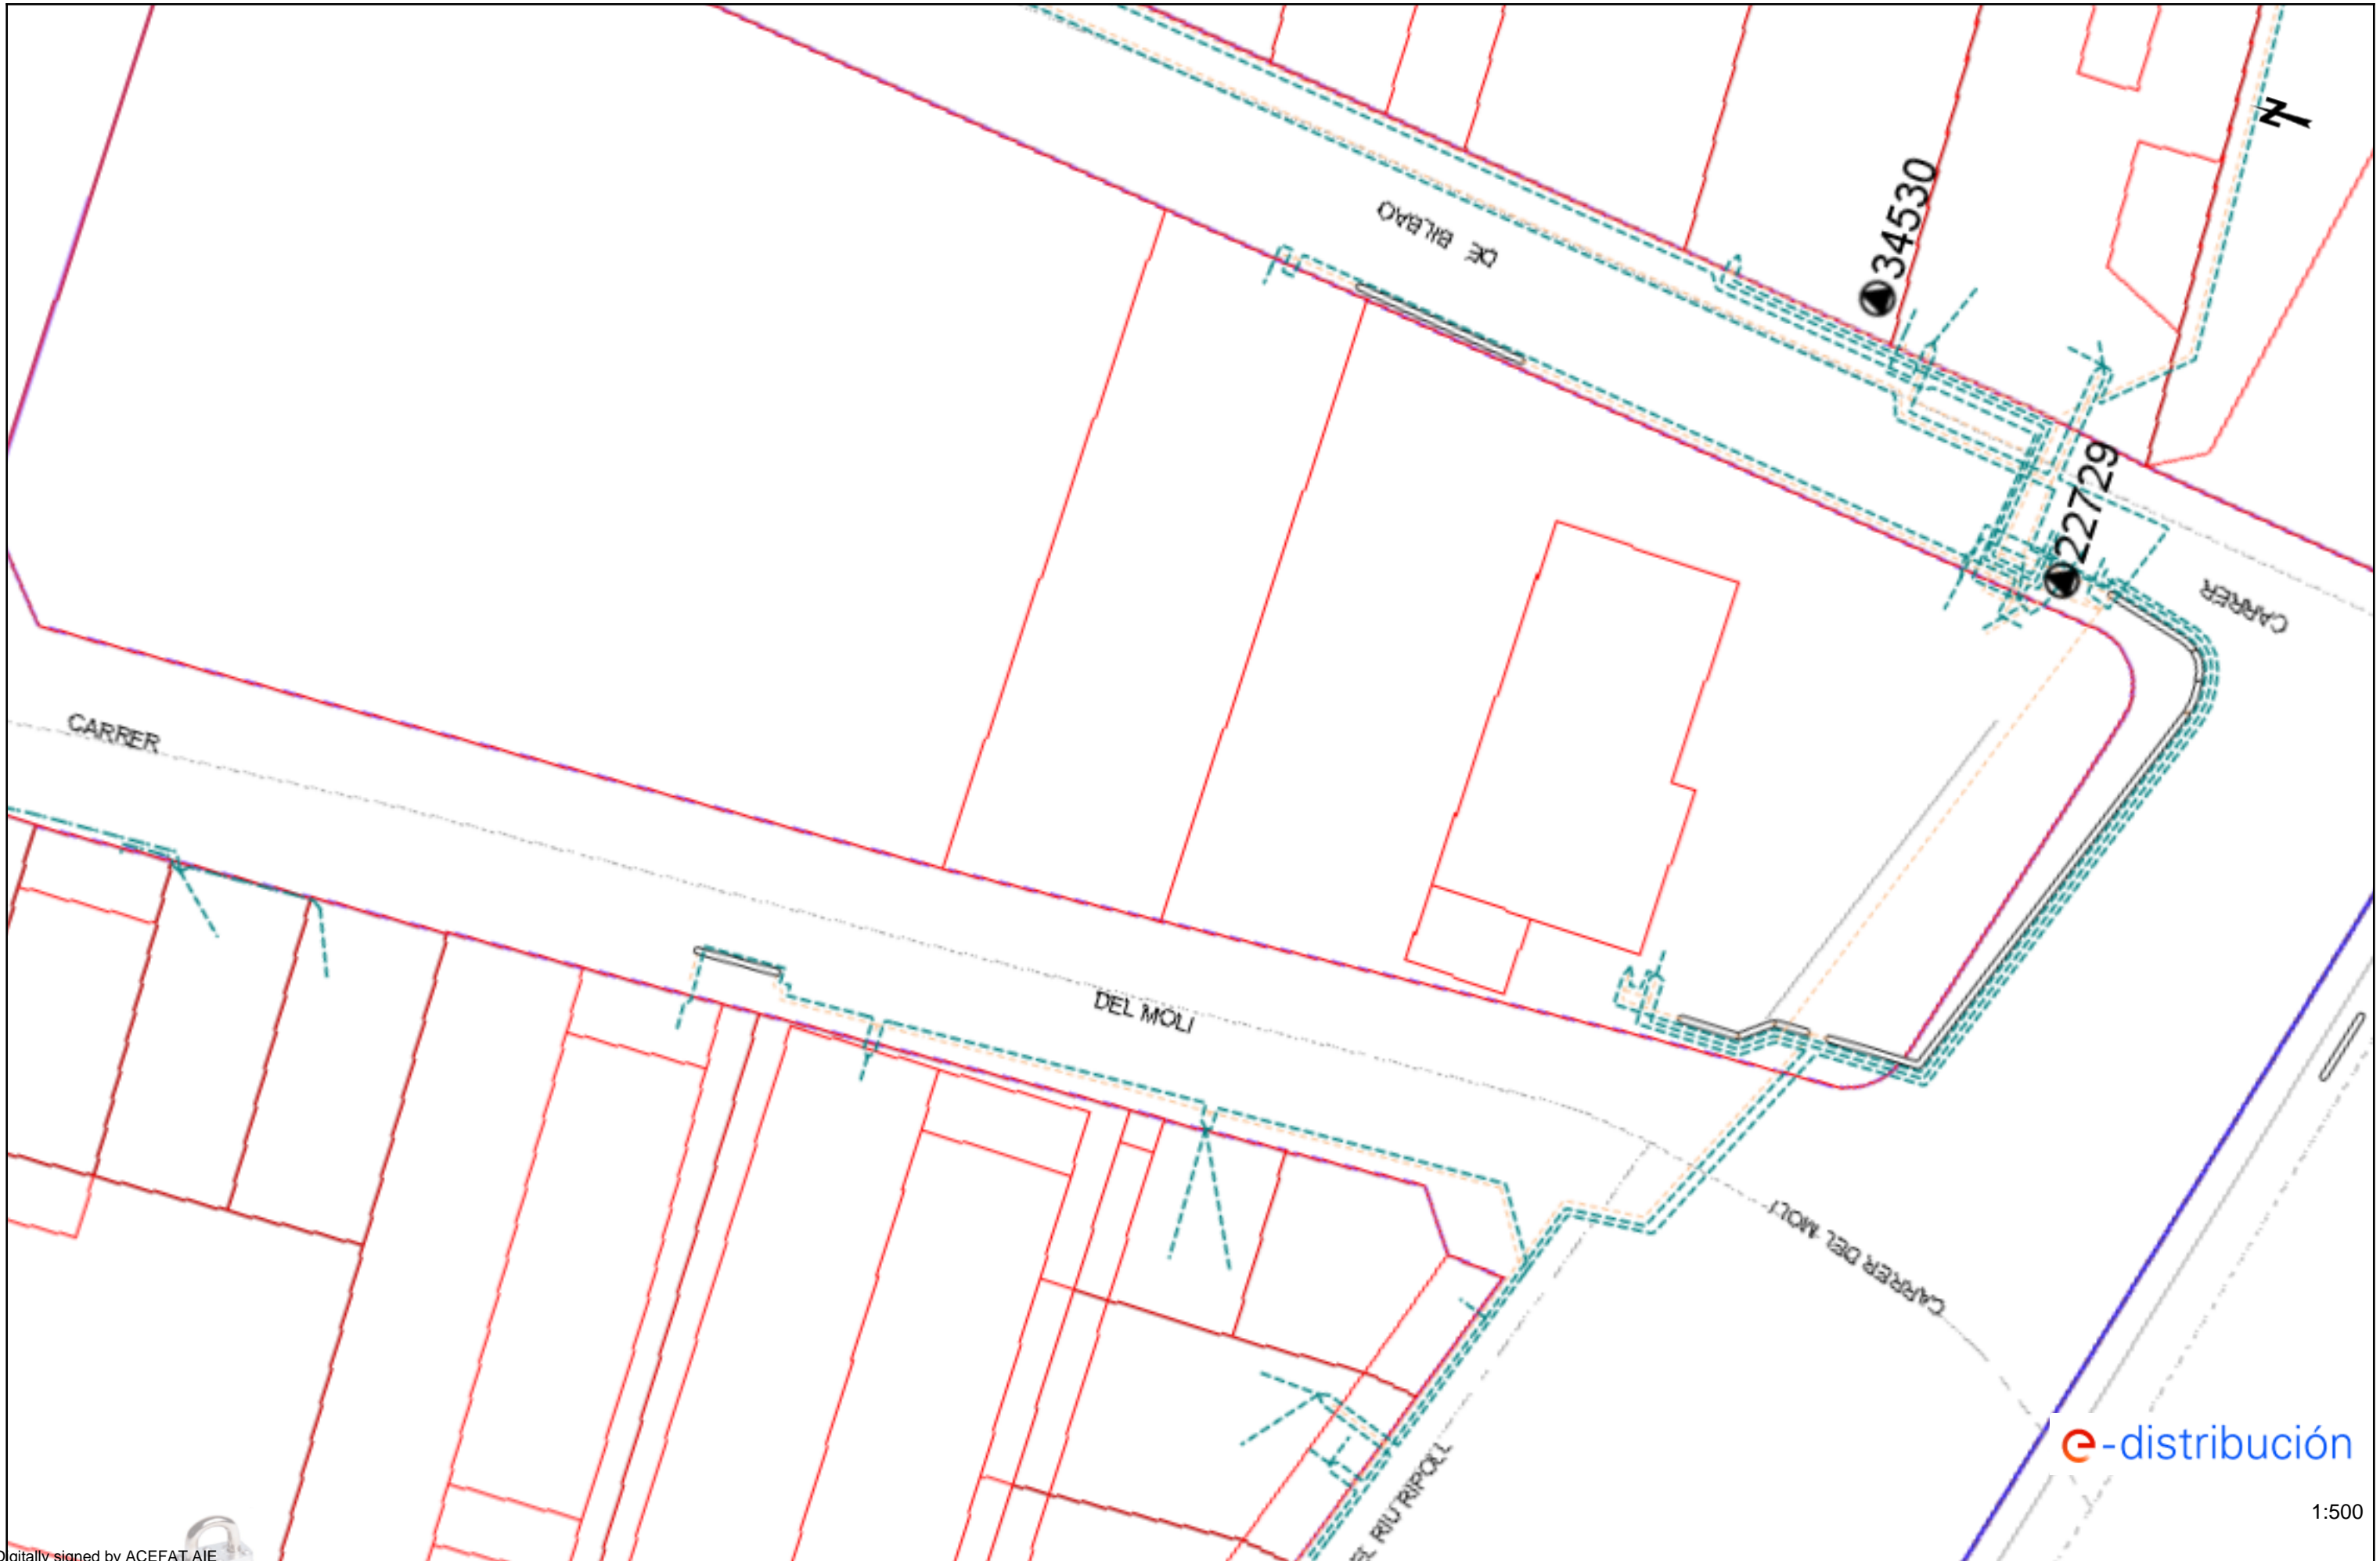 DE BILBAO
34530
22729
CARRER
CARRER
DEL MOLI
CARRER DEL MOLI
RIU RIPOLL
e-distribución
1:500
Digitally signed by ACEFAT AIE